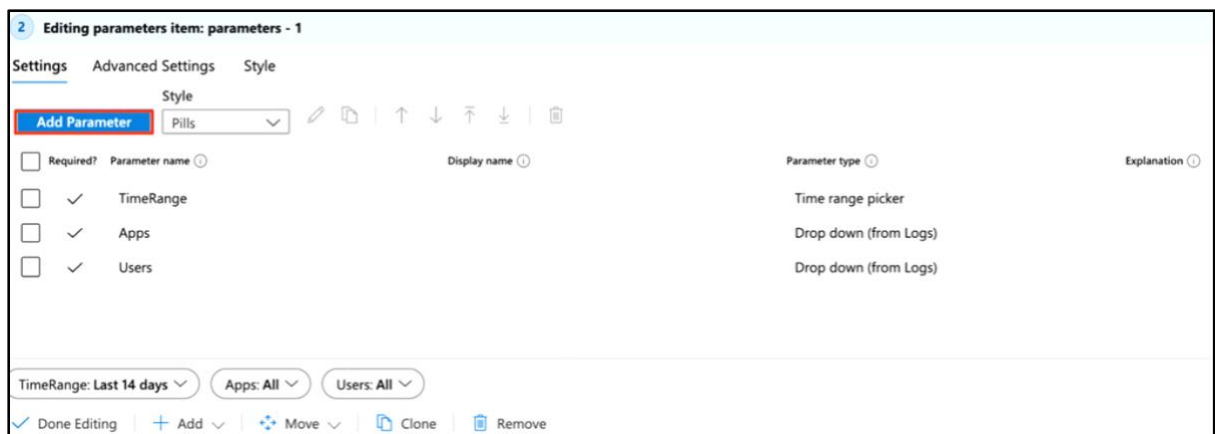 2 Editing parameters item: parameters - 1
Settings Advanced Settings Style
Style
Add Parameter Pills
Required? Parameter name Display name Parameter type Explanation
TimeRange Time range picker
Apps Drop down (from Logs)
Users Drop down (from Logs)
TimeRange: Last 14 days Apps: All Users: All
Done Editing Add Move Clone Remove